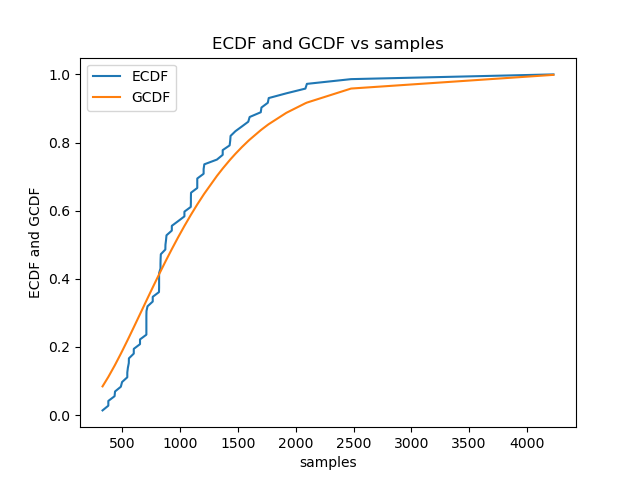 ECDF and GCDF vs samples
ECDF
GCDF
1.0
0.8
0.6
0.4
0.2
0.0
ECDF and GCDF
500 1000 1500 2000 2500 3000 3500 4000
samples